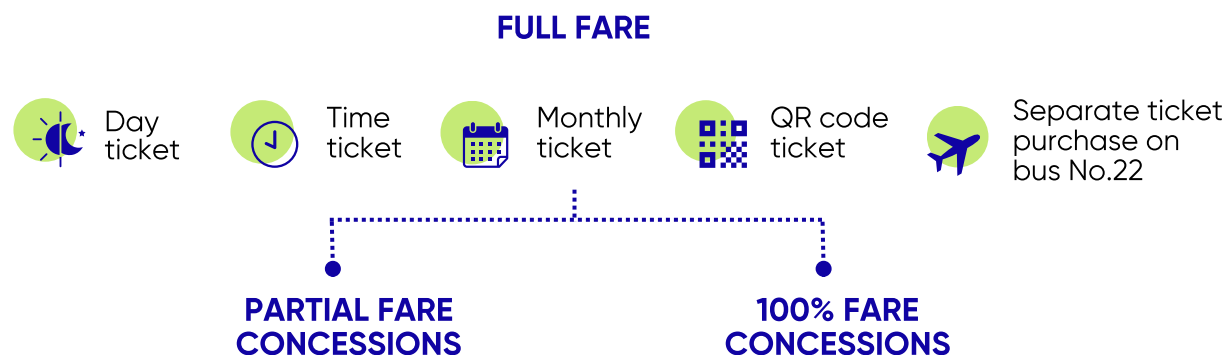 FULL FARE
Day
ticket
Time
ticket
Monthly
ticket
QR code
ticket
Separate ticket
purchase on
bus No.22
PARTIAL FARE
CONCESSIONS
100% FARE
CONCESSIONS